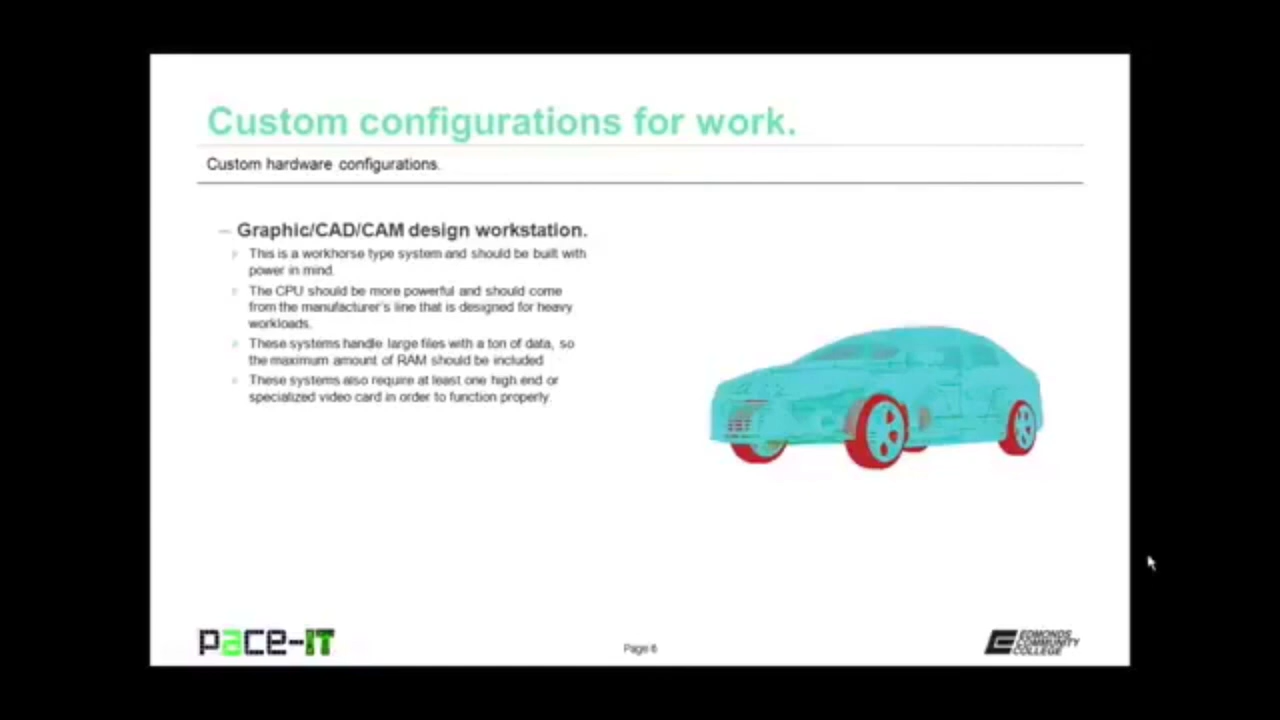 Custom configurations for work.
Custom hardware configurations.
– Graphic/CAD/CAM design workstation.
This is a workhorse type system and should be built with
power in mind.
The CPU should be more powerful and should come
from the manufacturer's line that is designed for heavy
workloads.
These systems handle large files with a ton of data, so
the maximum amount of RAM should be included
These systems also require at least one high end or
specialized video card in order to function properly.
pace-IT
Page 6
EDMONDS
COMMUNITY
COLLEGE